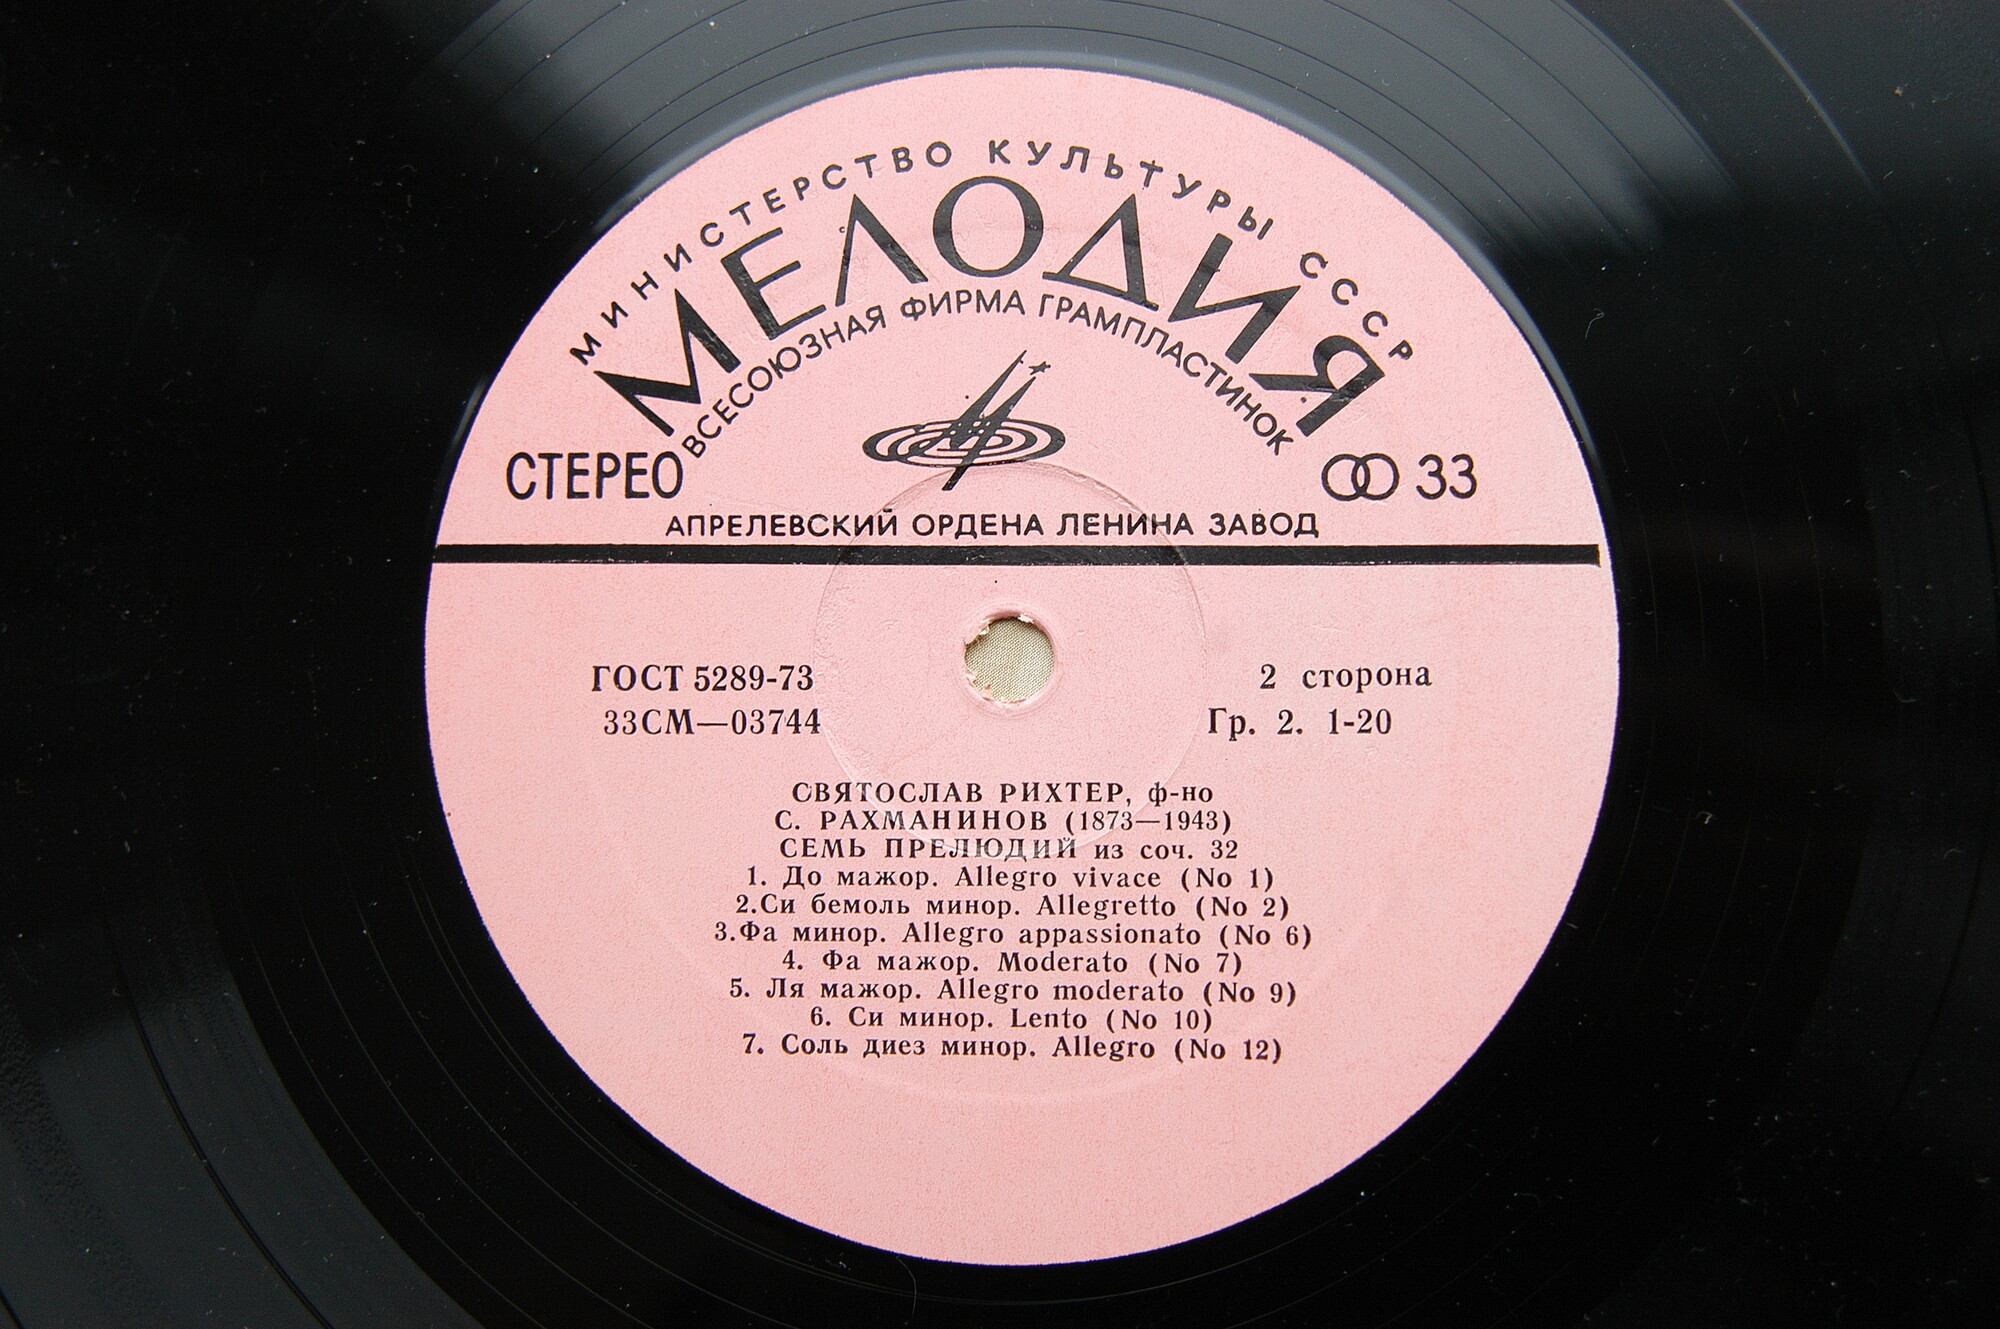 МИНИСТЕРСТВО КУЛЬТУРЫ СССР
МЕЛОДИЯ
ВСЕСОЮЗНАЯ ФИРМА ГРАМПЛАСТИНОК
СТЕРЕО 33
АПРЕЛЕВСКИЙ ОРДЕНА ЛЕНИНА ЗАВОД
ГОСТ 5289-73 2 сторона
33СМ—03744 Гр. 2. 1-20
СВЯТОСЛАВ РИХТЕР, ф-но
С. РАХМАНИНОВ (1873—1943)
СЕМЬ ПРЕЛЮДИЙ из соч. 32
1. До мажор. Allegro vivace (No 1)
2.Си бемоль минор. Allegretto (No 2)
3.Фа минор. Allegro appassionato (No 6)
4. Фа мажор. Moderato (No 7)
5. Ля мажор. Allegro moderato (No 9)
6. Си минор. Lento (No 10)
7. Соль диез минор. Allegro (No 12)